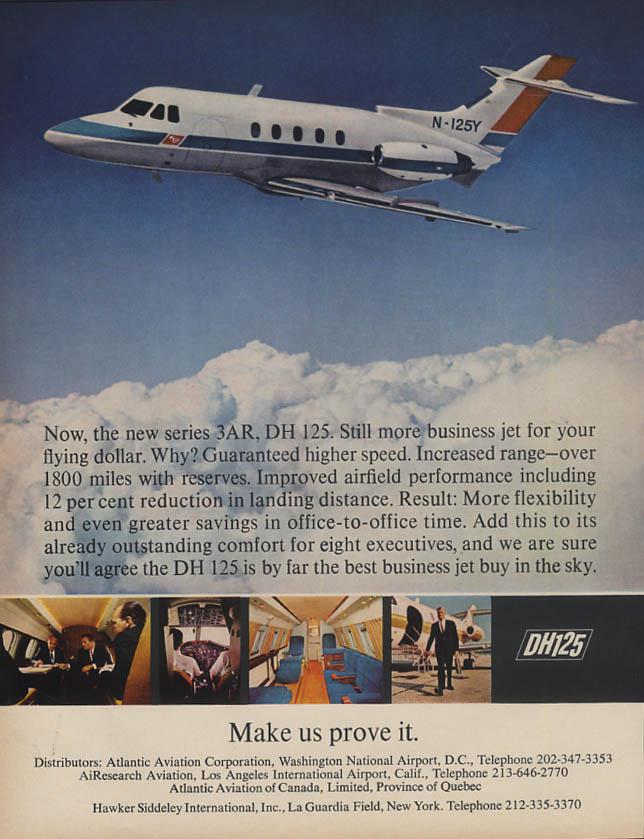 N-125Y
Now, the new series 3AR, DH 125. Still more business jet for your
flying dollar. Why? Guaranteed higher speed. Increased range—over
1800 miles with reserves. Improved airfield performance including
12 per cent reduction in landing distance. Result: More flexibility
and even greater savings in office-to-office time. Add this to its
already outstanding comfort for eight executives, and we are sure
you'll agree the DH 125 is by far the best business jet buy in the sky.
DH125
Make us prove it.
Distributors: Atlantic Aviation Corporation, Washington National Airport, D.C., Telephone 202-347-3353
AiResearch Aviation, Los Angeles International Airport, Calif., Telephone 213-646-2770
Atlantic Aviation of Canada, Limited, Province of Quebec
Hawker Siddeley International, Inc., La Guardia Field, New York. Telephone 212-335-3370